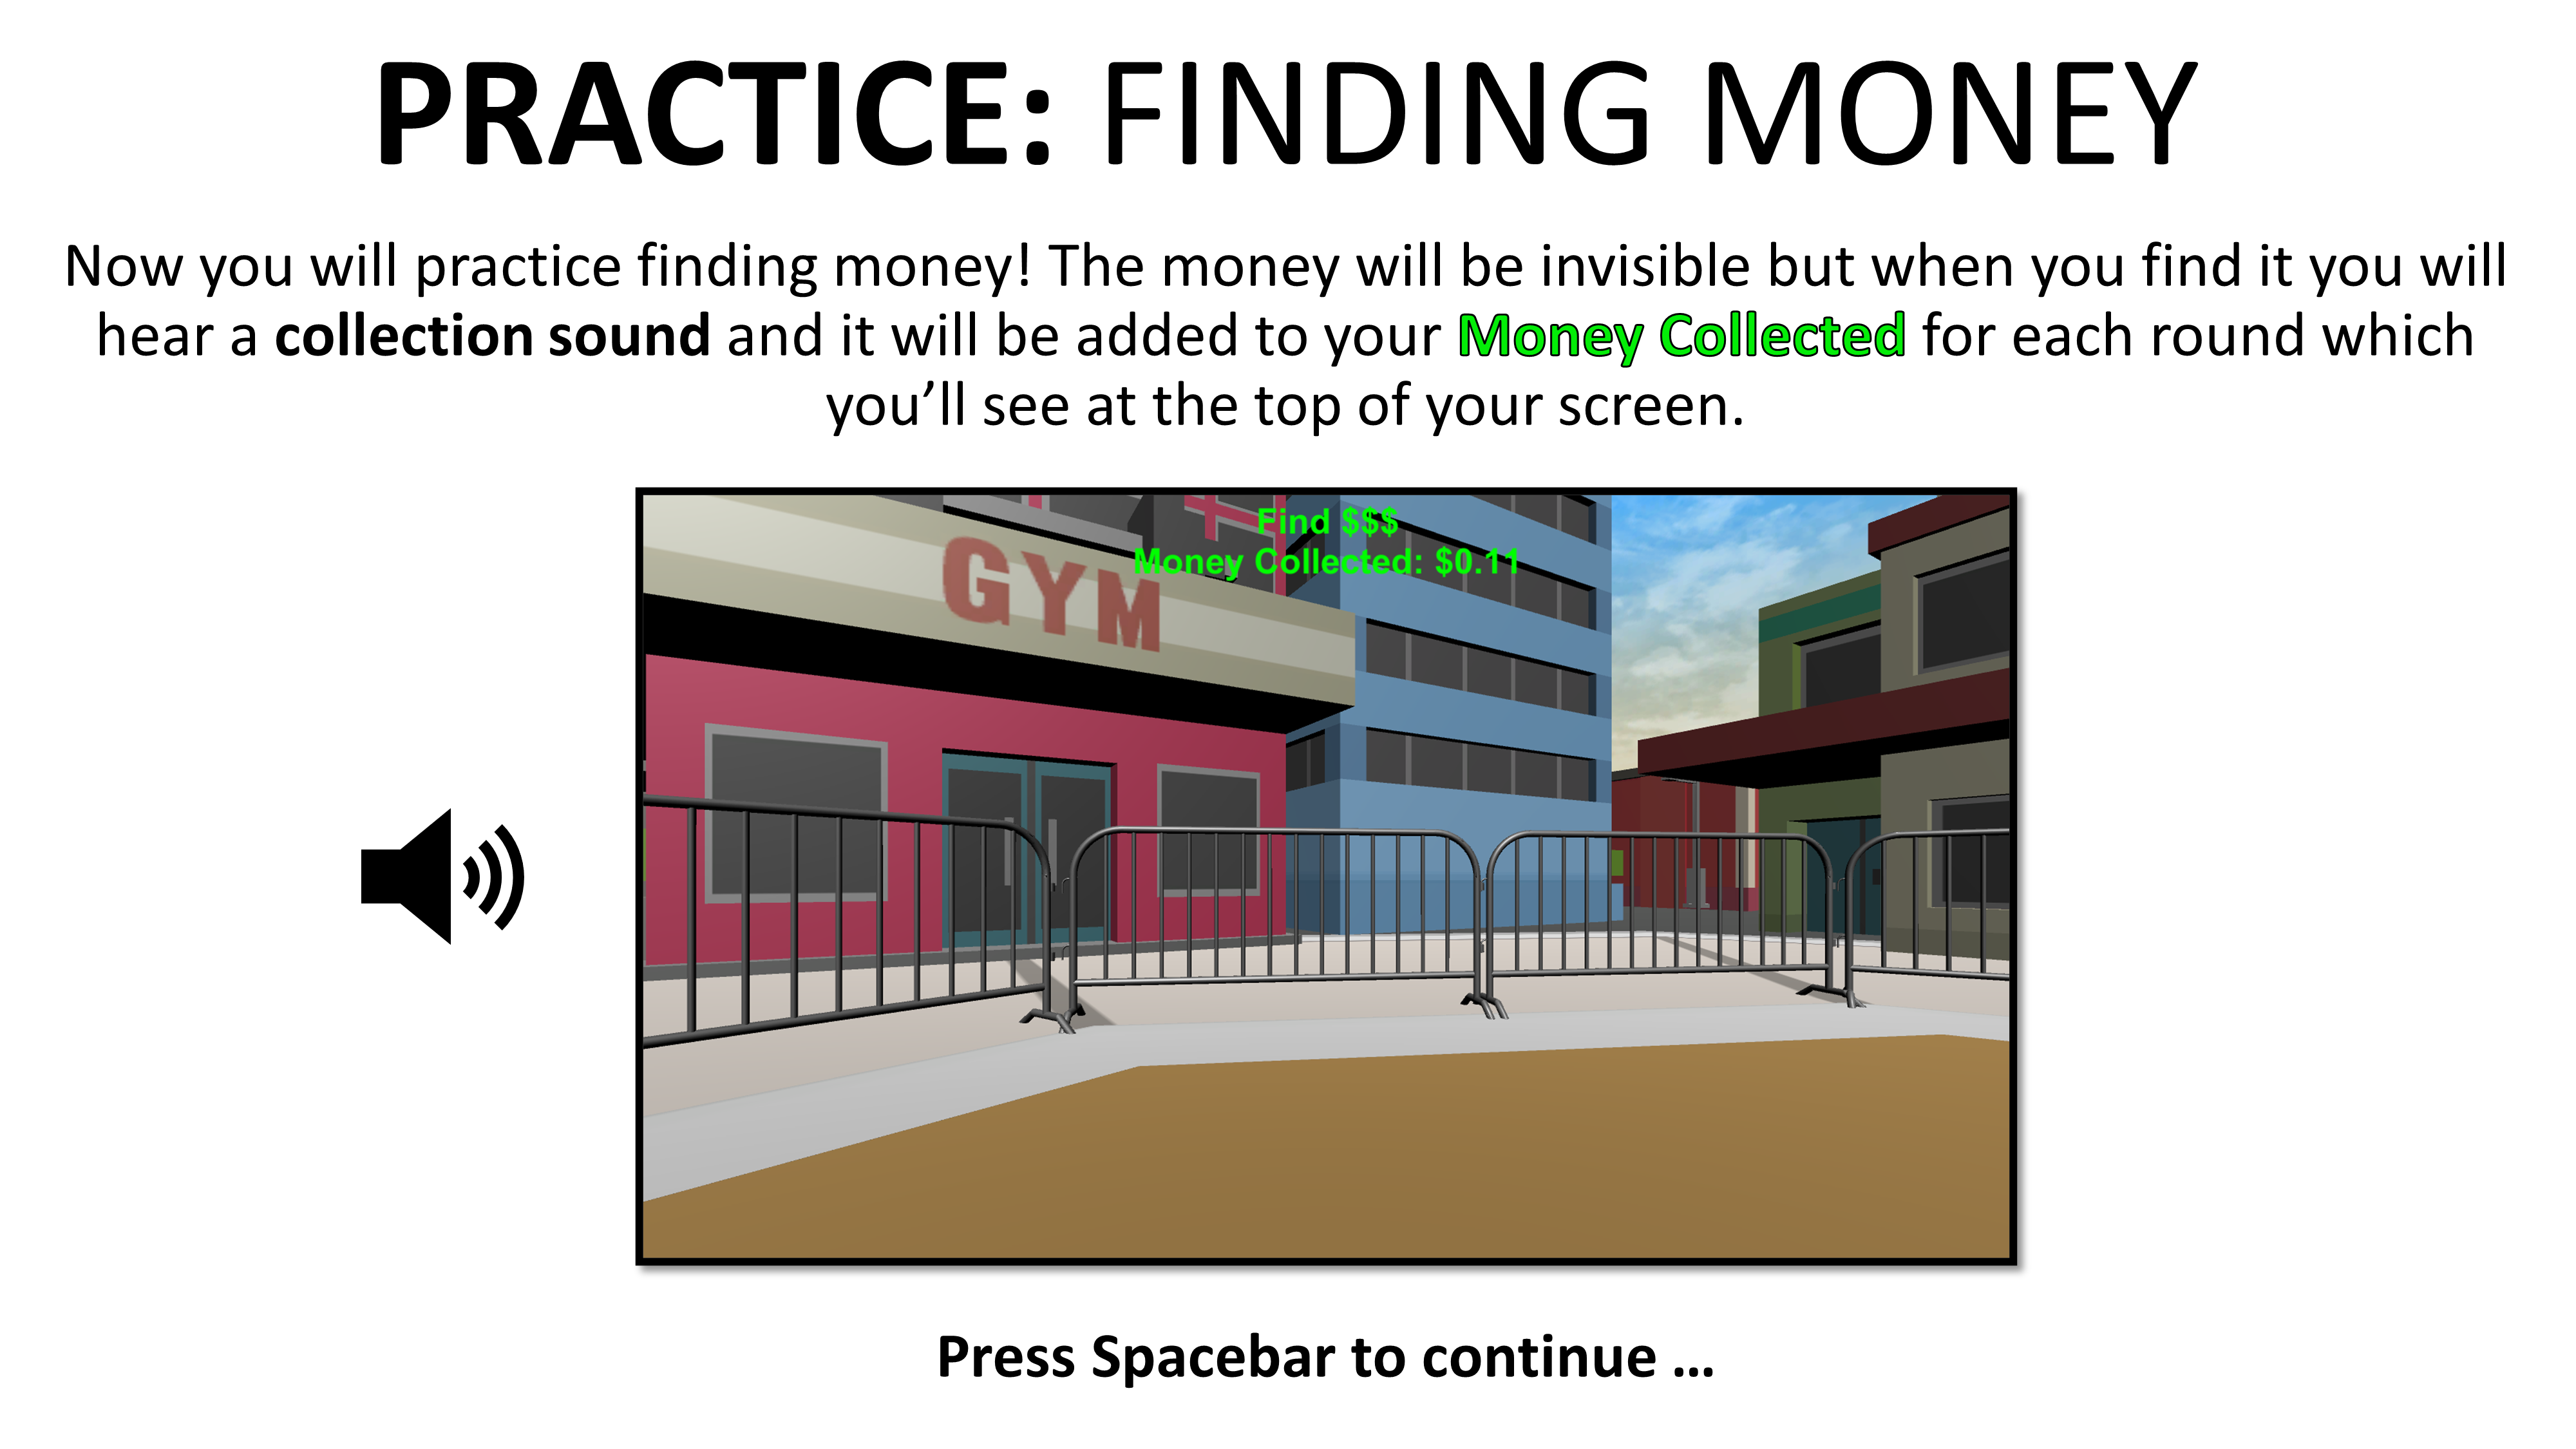 PRACTICE: FINDING MONEY
Now you will practice finding money! The money will be invisible but when you find it you will
hear a collection sound and it will be added to your Money Collected for each round which
you’ll see at the top of your screen.
Find $$$
Money Collected: $0.11
GYM
Press Spacebar to continue …